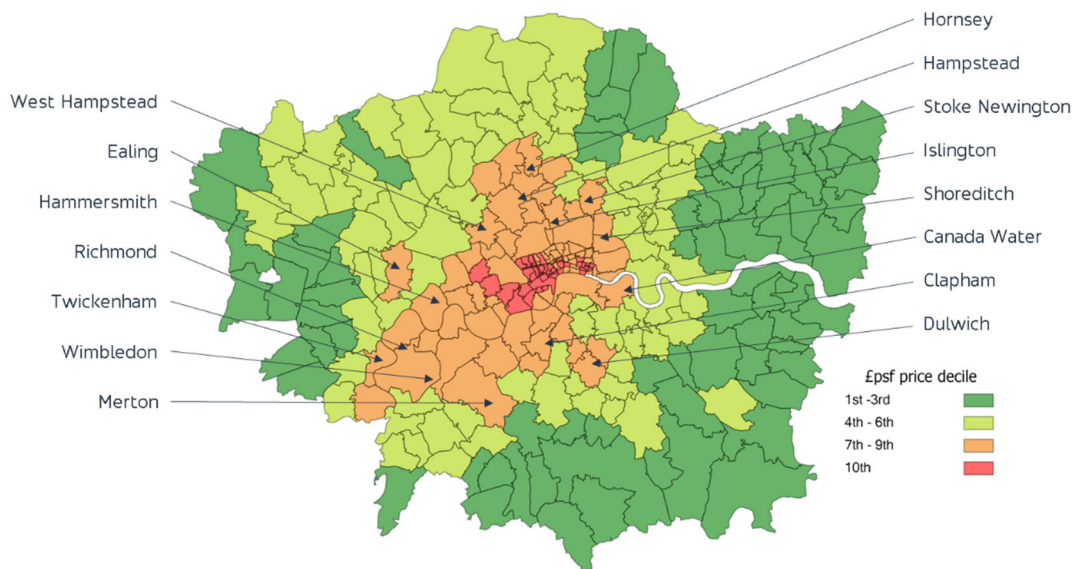 West Hampstead
Ealing
Hammersmith
Richmond
Twickenham
Wimbledon
Merton
Hornsey
Hampstead
Stoke Newington
Islington
Shoreditch
Canada Water
Clapham
Dulwich
£psf price decile
1st -3rd
4th - 6th
7th - 9th
10th